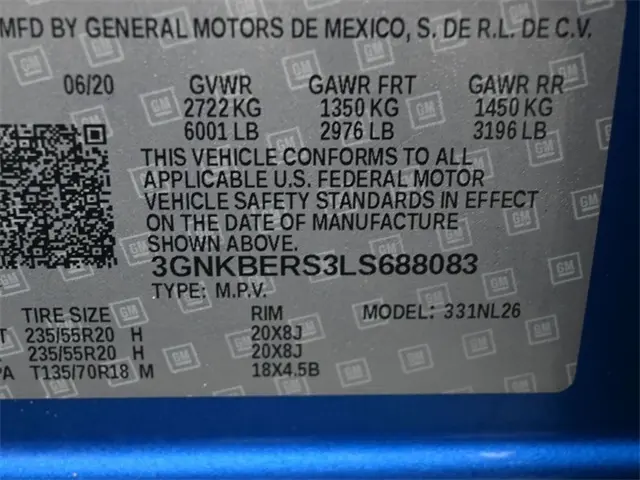 MFD BY GENERAL MOTORS DE MEXICO, S. DE R.L. DE C.V.
06/20 GVWR GAWR FRT GAWR RR
2722 KG 1350 KG 1450 KG
6001 LB 2976 LB 3196 LB
THIS VEHICLE CONFORMS TO ALL
APPLICABLE U.S. FEDERAL MOTOR
VEHICLE SAFETY STANDARDS IN EFFECT
ON THE DATE OF MANUFACTURE
SHOWN ABOVE.
3GNKBERS3LS688083
TYPE: M.P.V.
MODEL: 331NL26
TIRE SIZE RIM
235/55R20 H 20X8J
235/55R20 H 20X8J
T135/70R18 M 18X4.5B